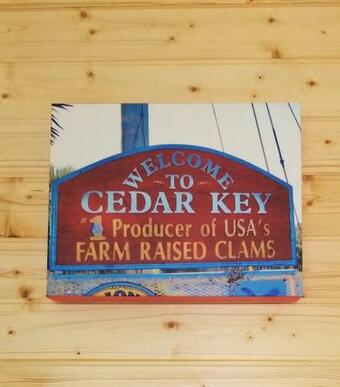 WELCOME
TO
CEDAR KEY
#1 Producer of USA's
FARM RAISED CLAMS